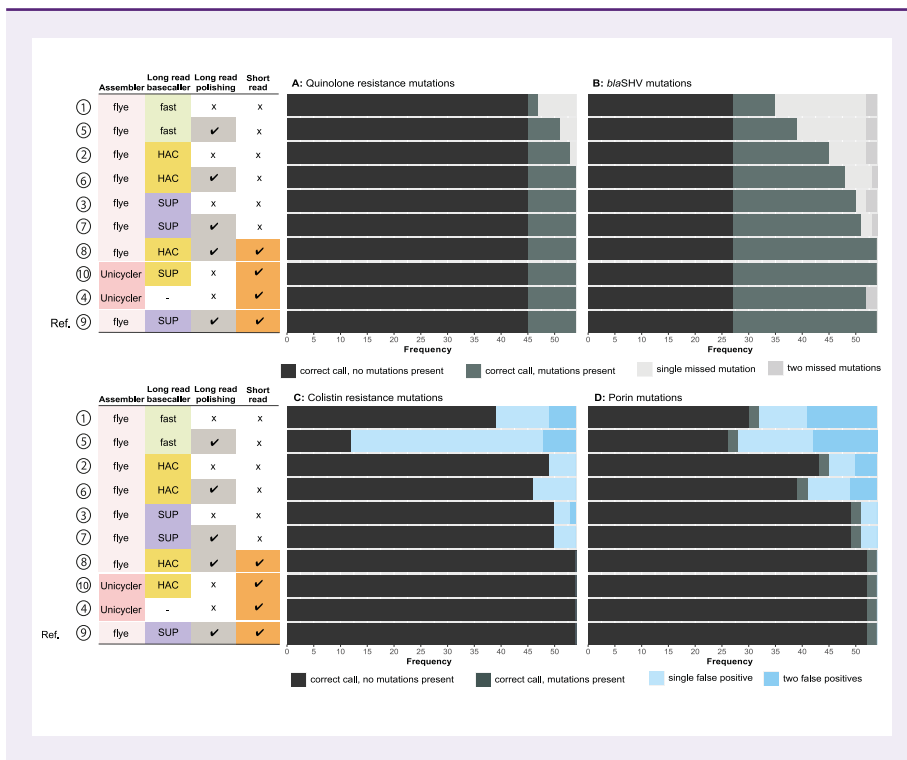 Assembler Long read basecaller Long read polishing Short read
A: Quinolone resistance mutations
B: blaSHV mutations
① flye fast x x
⑤ flye fast ✔ x
② flye HAC x x
⑥ flye HAC ✔ x
③ flye SUP x x
⑦ flye SUP ✔ x
⑧ flye HAC ✔ ✔
⑩ Unicycler SUP x ✔
④ Unicycler - x ✔
Ref. ⑨ flye SUP ✔ ✔
0 5 10 15 20 25 30 35 40 45 50
0 5 10 15 20 25 30 35 40 45 50
Frequency
Frequency
correct call, no mutations present
correct call, mutations present
single missed mutation
two missed mutations
Assembler Long read basecaller Long read polishing Short read
C: Colistin resistance mutations
D: Porin mutations
① flye fast x x
⑤ flye fast ✔ x
② flye HAC x x
⑥ flye HAC ✔ x
③ flye SUP x x
⑦ flye SUP ✔ x
⑧ flye HAC ✔ ✔
⑩ Unicycler HAC x ✔
④ Unicycler - x ✔
Ref. ⑨ flye SUP ✔ ✔
0 5 10 15 20 25 30 35 40 45 50
0 5 10 15 20 25 30 35 40 45 50
Frequency
Frequency
correct call, no mutations present
correct call, mutations present
single false positive
two false positives